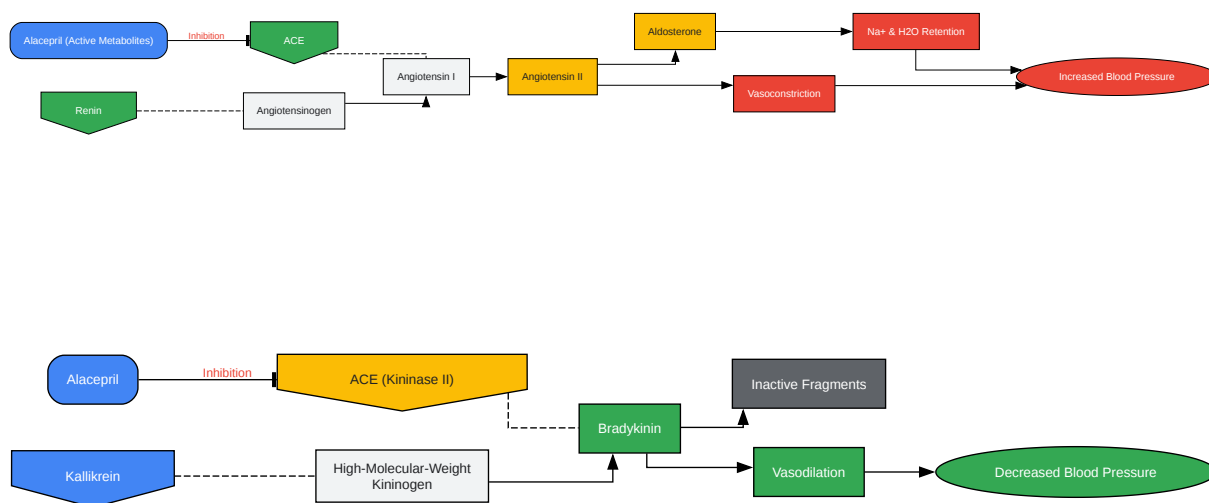 Alacepril (Active Metabolites)
Inhibition
ACE
Aldosterone
Na+ & H2O Retention
Angiotensin I
Angiotensin II
Increased Blood Pressure
Renin
Angiotensinogen
Vasoconstriction
Alacepril
Inhibition
ACE (Kininase II)
Inactive Fragments
Bradykinin
Kallikrein
High-Molecular-Weight
Kininogen
Vasodilation
Decreased Blood Pressure